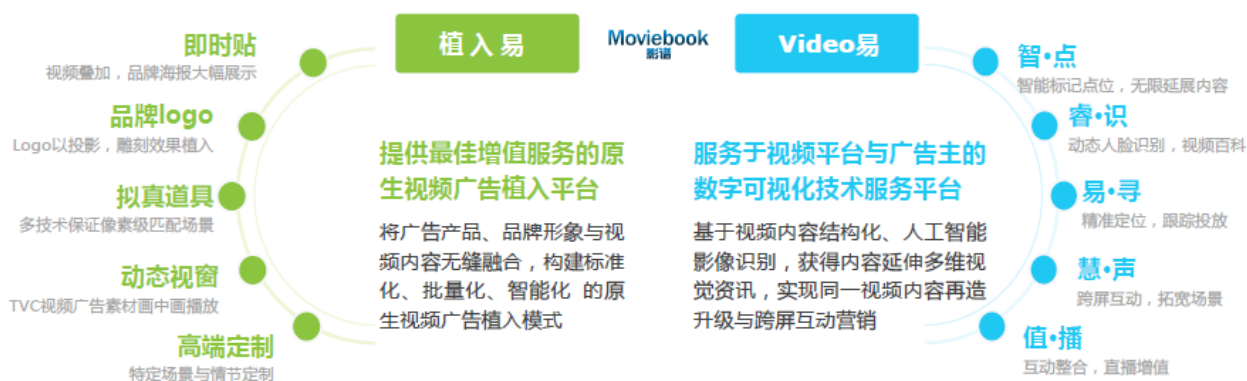 即时贴
视频叠加，品牌海报大幅展示
品牌logo
Logo以投影，雕刻效果植入
拟真道具
多技术保证像素级匹配场景
动态视窗
TVC视频广告素材画中画播放
高端定制
特定场景与情节定制
植入易
提供最佳增值服务的原
生视频广告植入平台
将广告产品、品牌形象与视
频内容无缝融合，构建标准
化、批量化、智能化 的原
生视频广告植入模式
Moviebook
影谱
Video易
服务于视频平台与广告主的
数字可视化技术服务平台
基于视频内容结构化、人工智能
影像识别，获得内容延伸多维视
觉资讯，实现同一视频内容再造
升级与跨屏互动营销
智•点
智能标记点位，无限延展内容
睿•识
动态人脸识别，视频百科
易•寻
精准定位，跟踪投放
慧•声
跨屏互动，拓宽场景
值•播
互动整合，直播增值